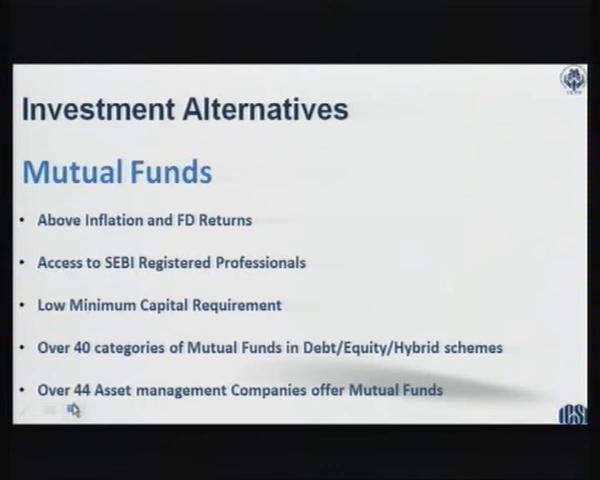 Investment Alternatives
Mutual Funds
• Above Inflation and FD Returns
• Access to SEBI Registered Professionals
• Low Minimum Capital Requirement
• Over 40 categories of Mutual Funds in Debt/Equity/Hybrid schemes
• Over 44 Asset management Companies offer Mutual Funds